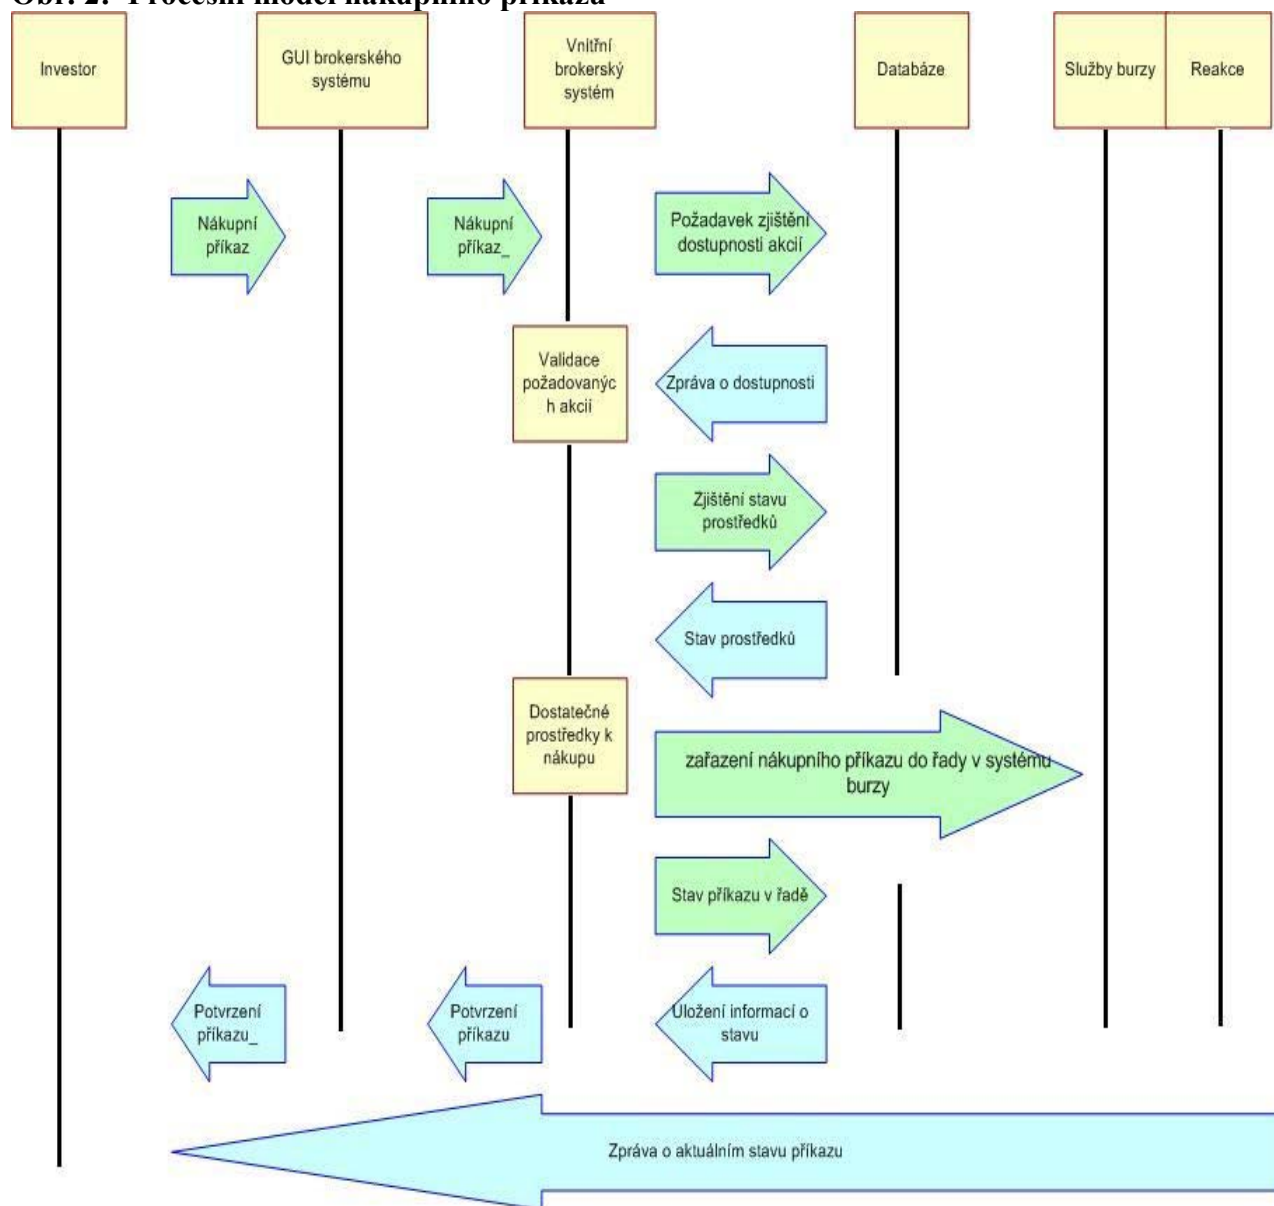 Obr. 2: Procesní model nákupního příkazu
Investor
GUI brokerského
systému
Vnitřní
brokerský
systém
Databáze
Služby burzy
Reakce
Nákupní
příkaz
Nákupní
příkaz_
Požadavek zjištění
dostupnosti akcií
Validace
požadovanýc
h akcií
Zpráva o dostupnosti
Zjištění stavu
prostředků
Stav prostředků
Dostatečné
prostředky k
nákupu
zařazení nákupního příkazu do řady v systému
burzy
Stav příkazu v řadě
Potvrzení
příkazu_
Potvrzení
příkazu
Uložení informací o
stavu
Zpráva o aktuálním stavu příkazu